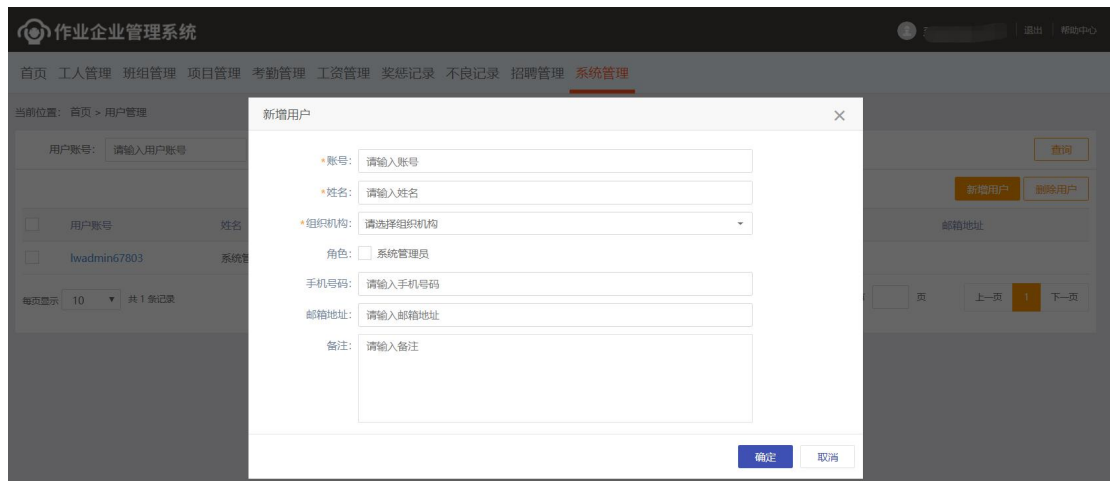 作业企业管理系统
退出 帮助中心
首页 工人管理 班组管理 项目管理 考勤管理 工资管理 奖惩记录 不良记录 招聘管理 系统管理
当前位置: 首页 > 用户管理
新增用户 ×
用户账号: 请输入用户账号
查询
*账号: 请输入账号
*姓名: 请输入姓名
新增用户 删除用户
用户账号 姓名
*组织机构: 请选择组织机构
邮箱地址
lwadmin67803 系统管
角色: 系统管理员
手机号码: 请输入手机号码
每页显示 10 共 1 条记录
页 上一页 1 下一页
邮箱地址: 请输入邮箱地址
备注: 请输入备注
确定 取消